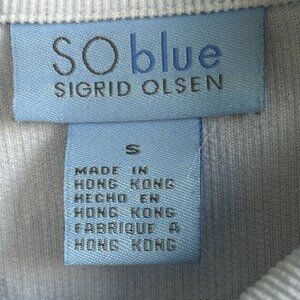 SO blue
SIGRID OLSEN
S
MADE IN
HONG KONG
HECHO EN
HONG KONG
FABRIQUE A
HONG KONG